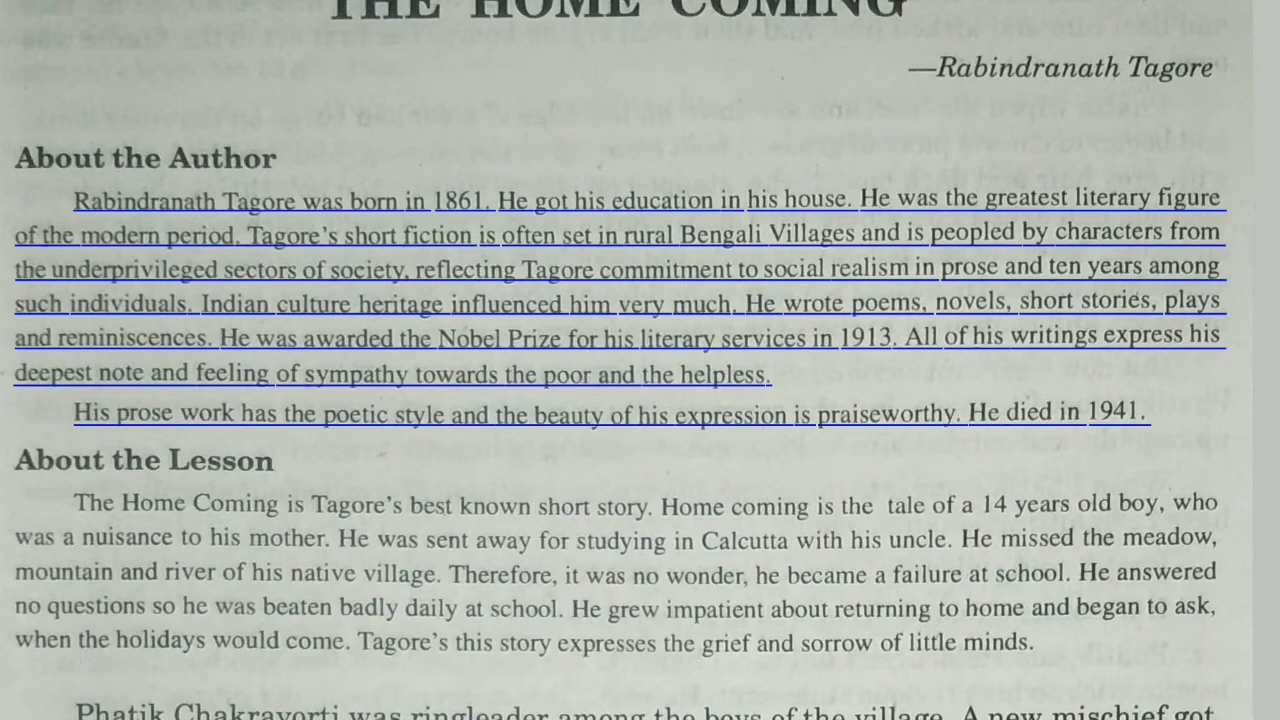 THE HOME COMING
—Rabindranath Tagore
About the Author
Rabindranath Tagore was born in 1861. He got his education in his house. He was the greatest literary figure
of the modern period. Tagore's short fiction is often set in rural Bengali Villages and is peopled by characters from
the underprivileged sectors of society, reflecting Tagore commitment to social realism in prose and ten years among
such individuals. Indian culture heritage influenced him very much. He wrote poems, novels, short stories, plays
and reminiscences. He was awarded the Nobel Prize for his literary services in 1913. All of his writings express his
deepest note and feeling of sympathy towards the poor and the helpless.
His prose work has the poetic style and the beauty of his expression is praiseworthy. He died in 1941.
About the Lesson
The Home Coming is Tagore's best known short story. Home coming is the tale of a 14 years old boy, who
was a nuisance to his mother. He was sent away for studying in Calcutta with his uncle. He missed the meadow,
mountain and river of his native village. Therefore, it was no wonder, he became a failure at school. He answered
no questions so he was beaten badly daily at school. He grew impatient about returning to home and began to ask,
when the holidays would come. Tagore's this story expresses the grief and sorrow of little minds.
Phatik Chakravorti was ringleader among the boys of the village. A new mischief got